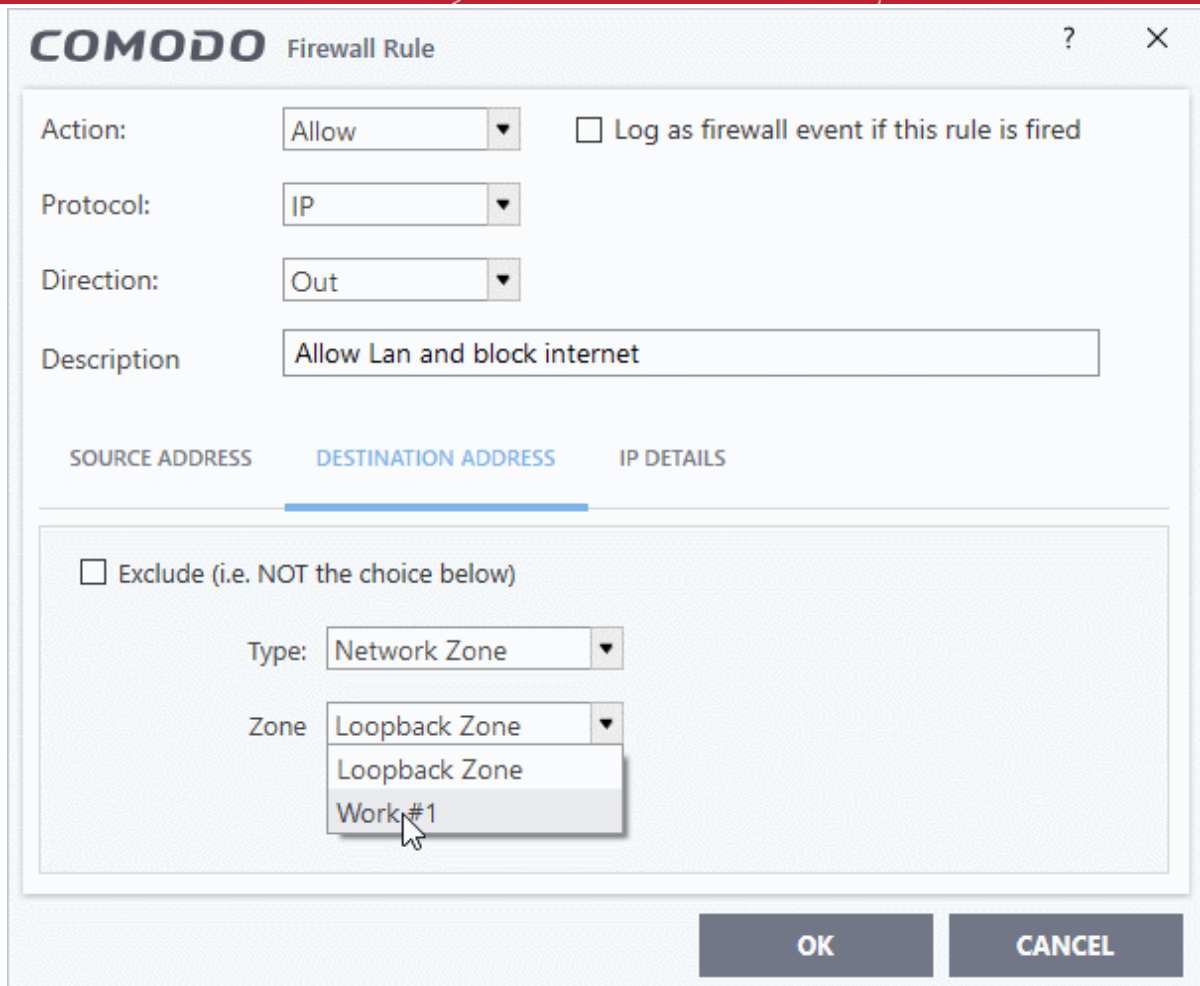 COMODO Firewall Rule ?
Action: Allow Log as firewall event if this rule is fired
Protocol: IP
Direction: Out
Description Allow Lan and block internet
SOURCE ADDRESS DESTINATION ADDRESS IP DETAILS
Exclude (i.e. NOT the choice below)
Type: Network Zone
Zone Loopback Zone
Loopback Zone
Work #1
OK CANCEL